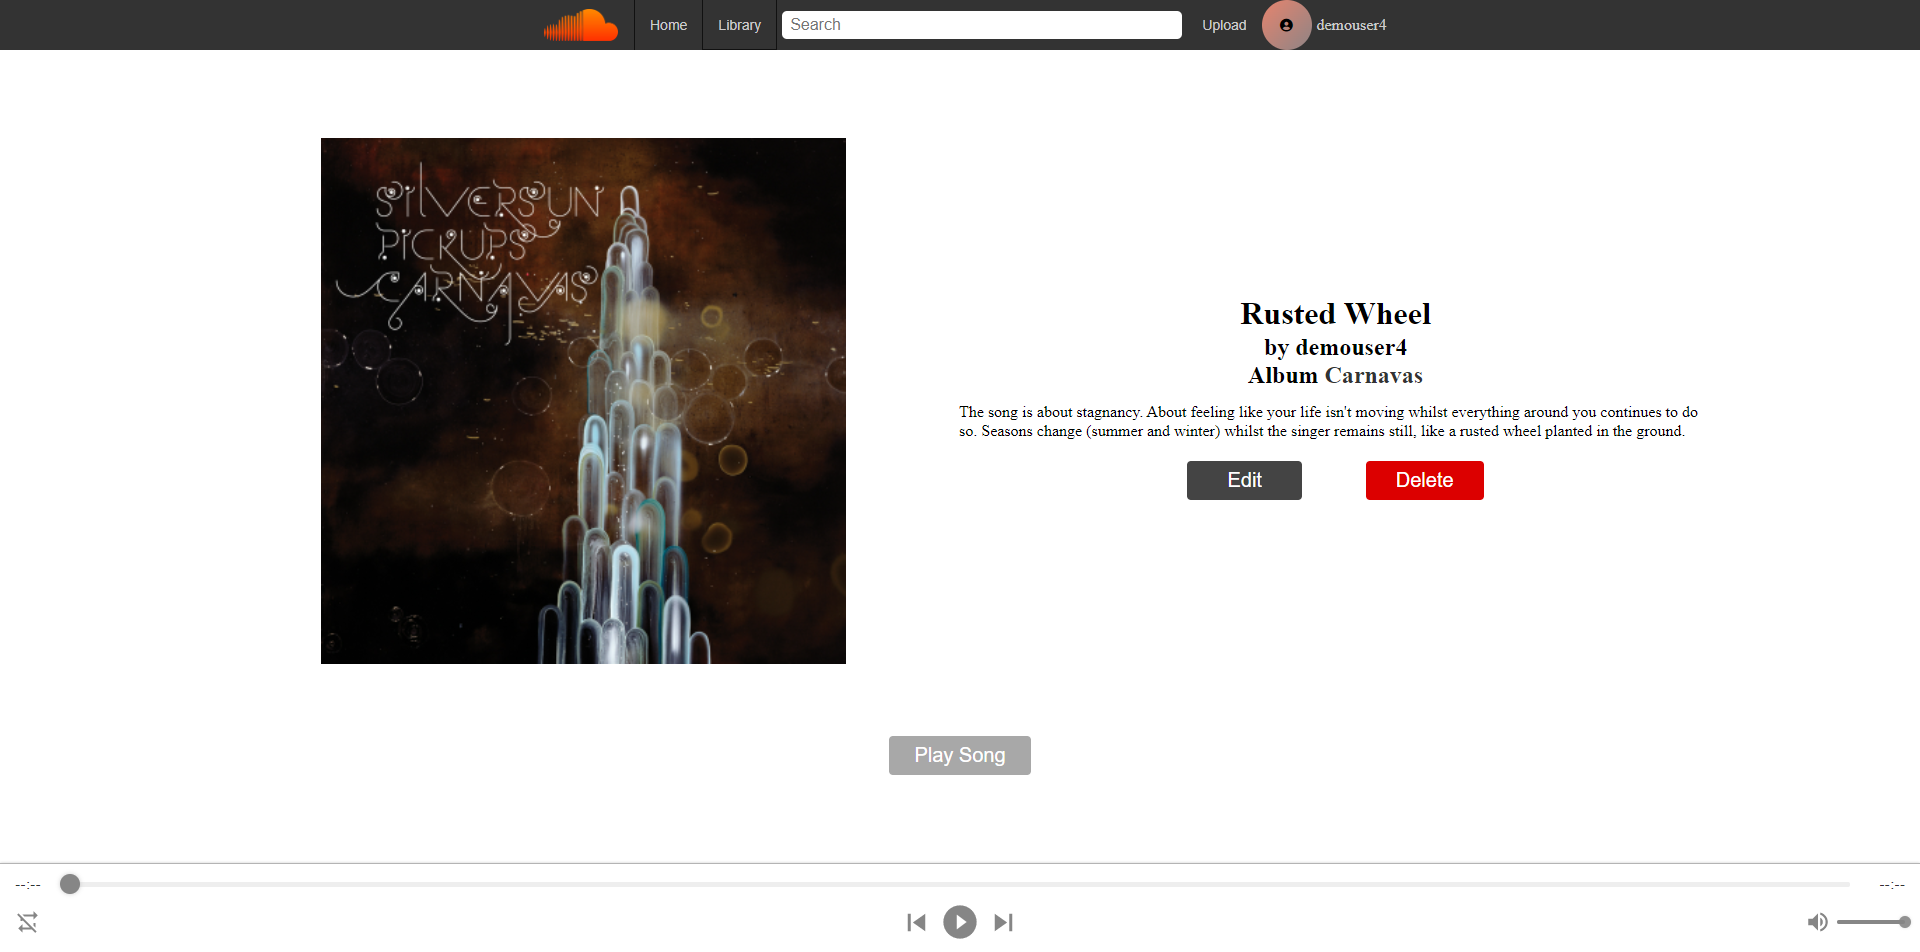 Home
Library
Search
Upload
demouser4
SILVERSUN
PICKUPS
CARNAVAS
Rusted Wheel
by demouser4
Album Carnavas
The song is about stagnancy. About feeling like your life isn't moving whilst everything around you continues to do
so. Seasons change (summer and winter) whilst the singer remains still, like a rusted wheel planted in the ground.
Edit
Delete
Play Song
--:--
--:--